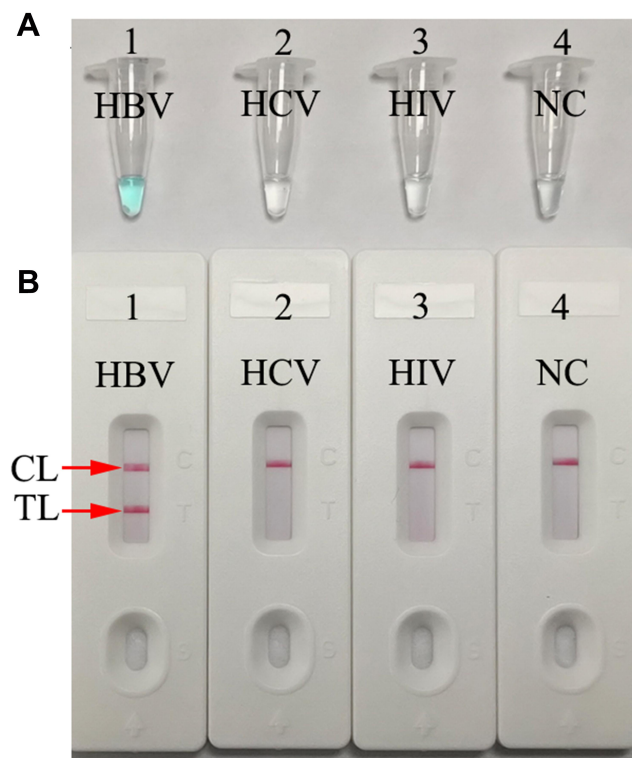 A
1 2 3 4
HBV HCV HIV NC
B
1 2 3 4
HBV HCV HIV NC
CL
TL
C C C C
T T T T
S S S S